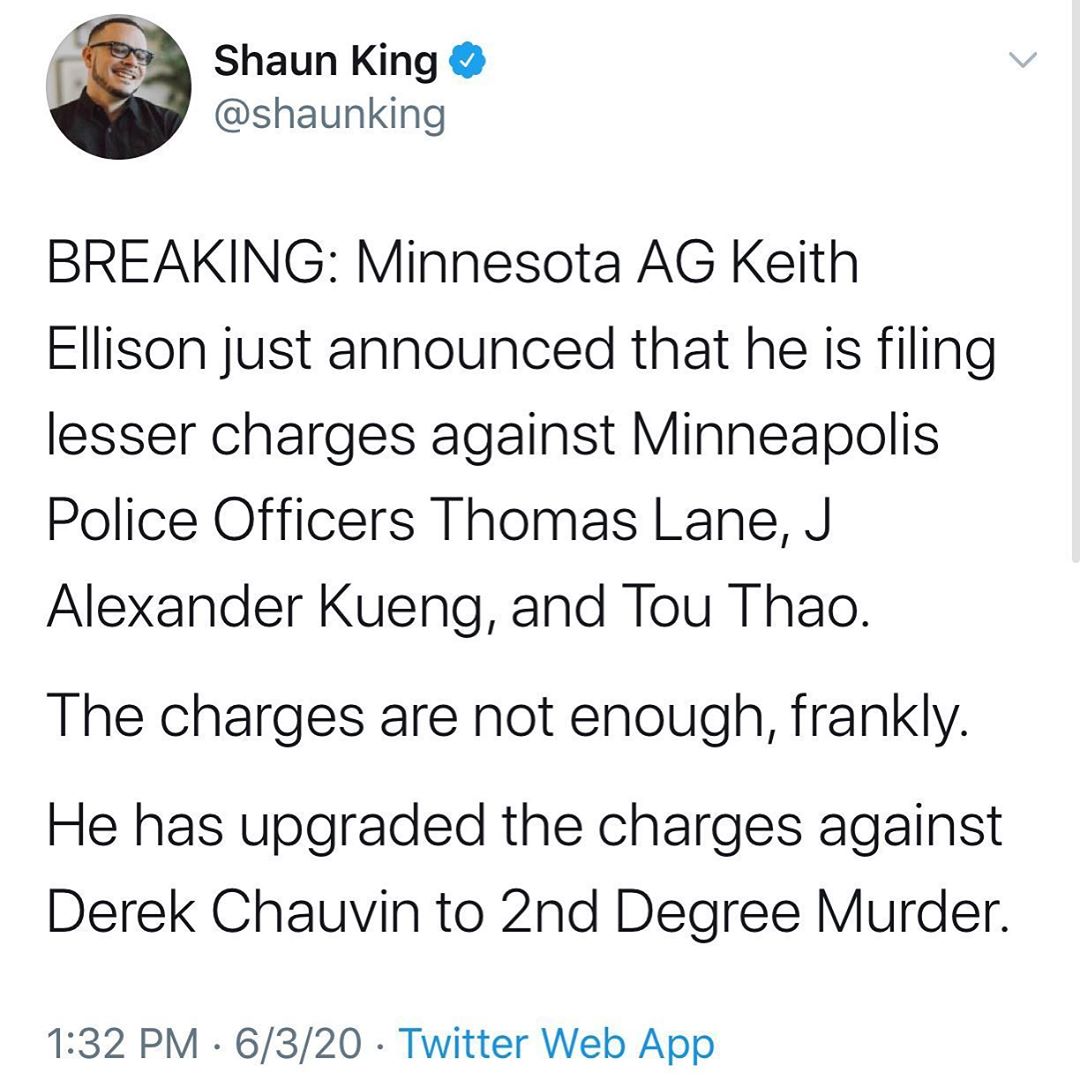 Shaun King
@shaunking
BREAKING: Minnesota AG Keith
Ellison just announced that he is filing
lesser charges against Minneapolis
Police Officers Thomas Lane, J
Alexander Kueng, and Tou Thao.
The charges are not enough, frankly.
He has upgraded the charges against
Derek Chauvin to 2nd Degree Murder.
1:32 PM · 6/3/20 · Twitter Web App